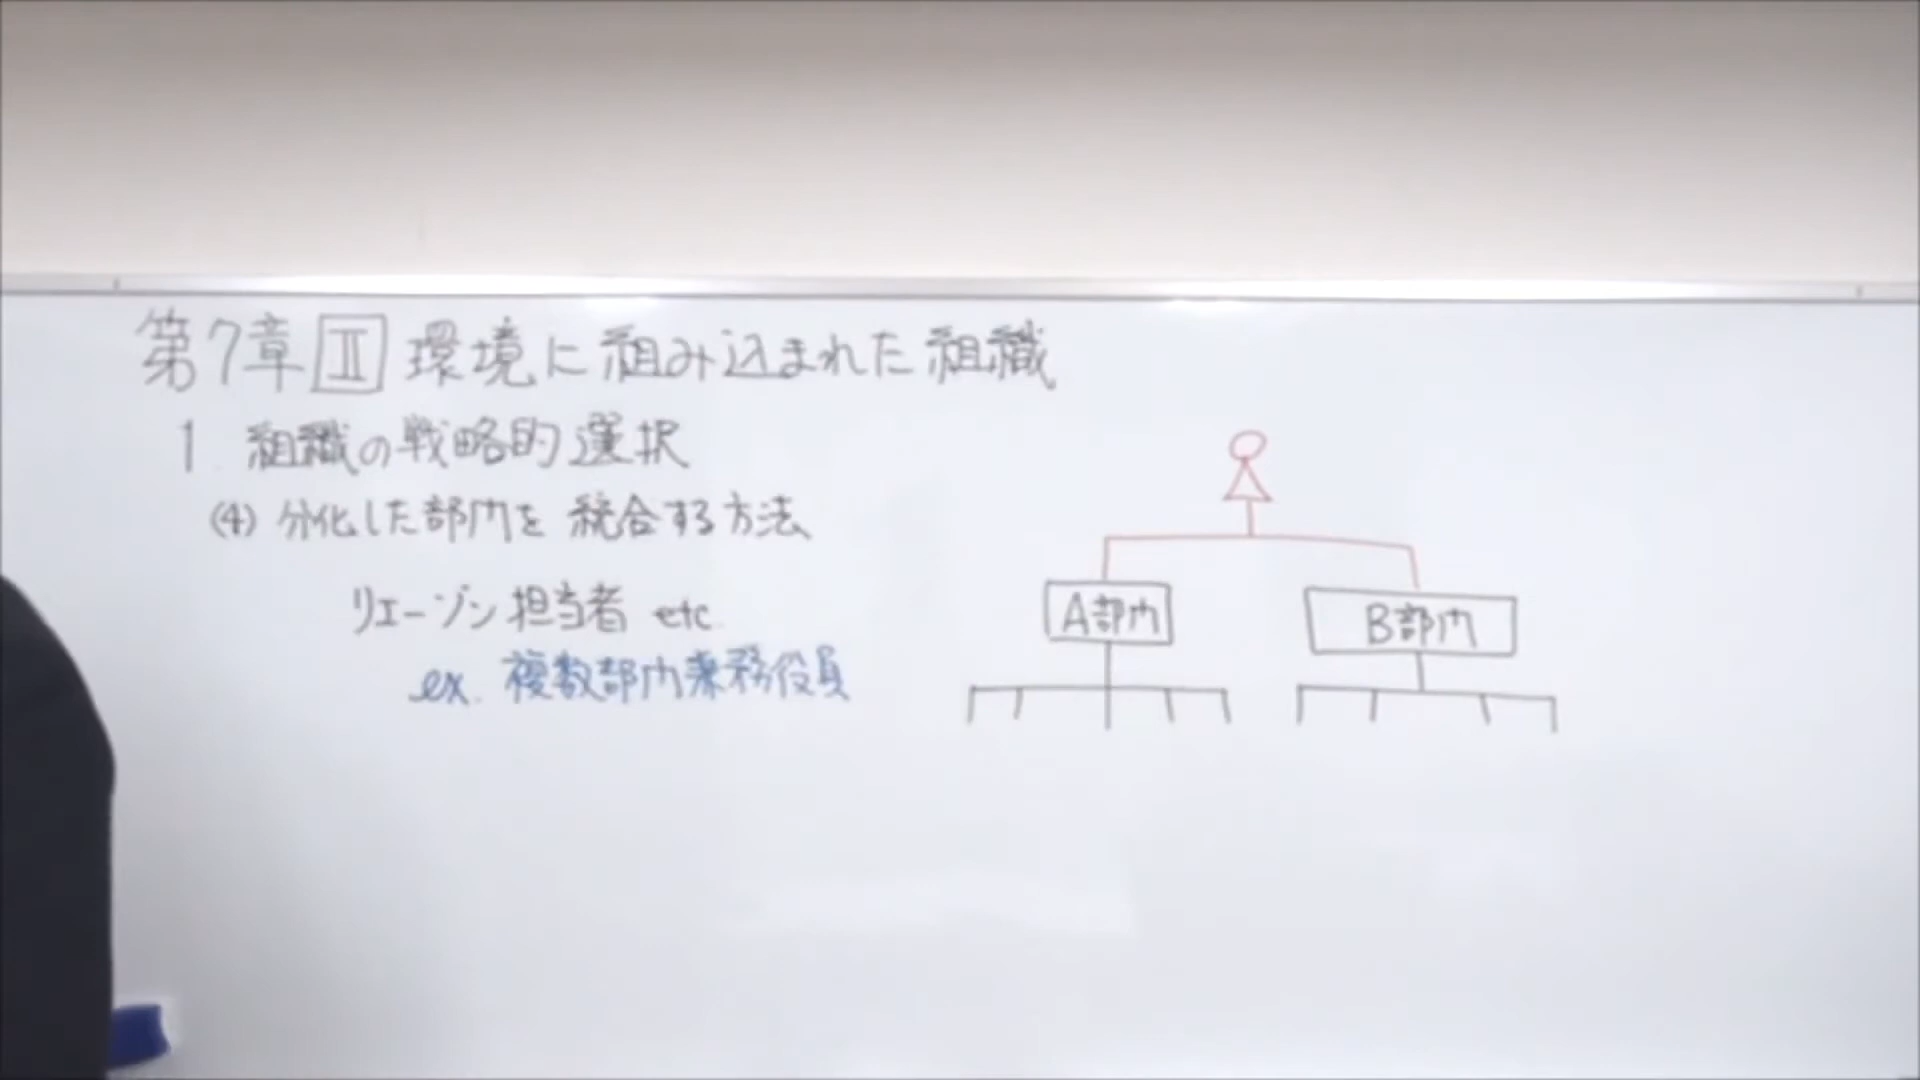 第7章 Ⅱ 環境に組み込まれた組織
1 組織の戦略的選択
(4) 分化した部門を統合する方法
リエーゾン担当者 etc.
ex. 複数部門兼務役員
A部門
B部門